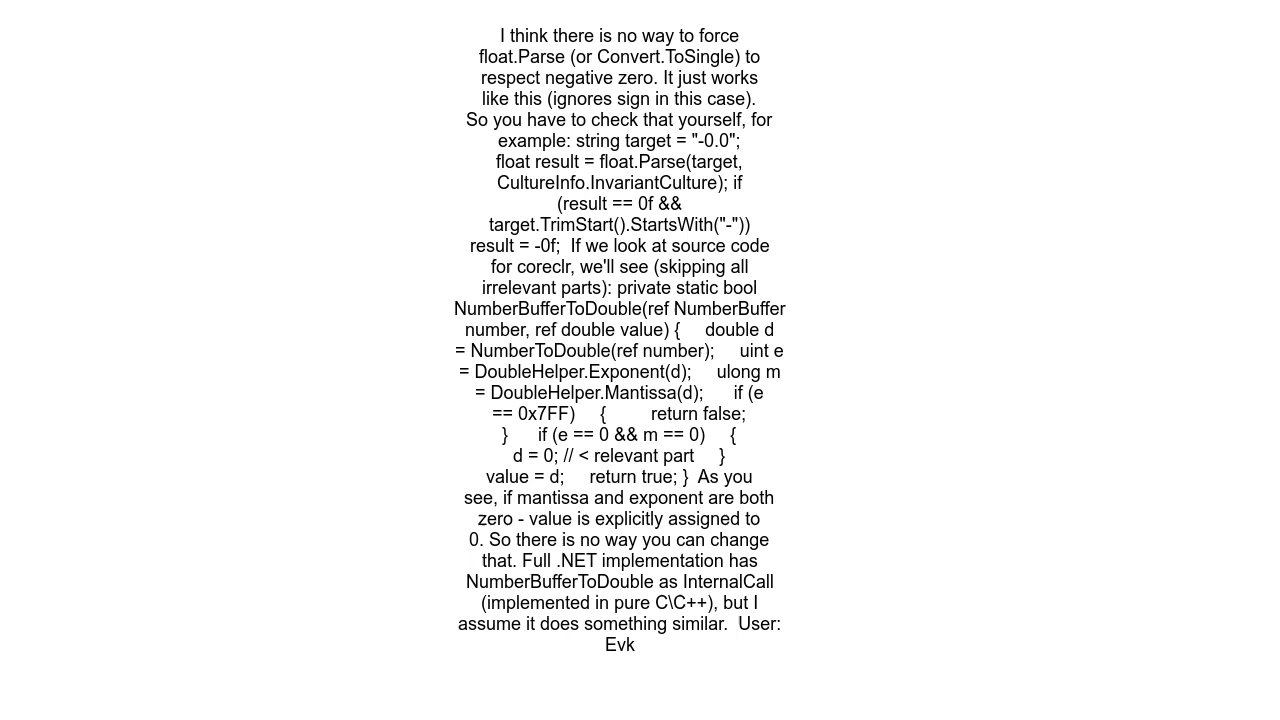 I think there is no way to force
float.Parse (or Convert.ToSingle) to
respect negative zero. It just works
like this (ignores sign in this case).
So you have to check that yourself, for
example: string target = "-0.0";
float result = float.Parse(target,
CultureInfo.InvariantCulture); if
(result == 0f &&
target.TrimStart().StartsWith("-"))
result = -0f;  If we look at source code
for coreclr, we'll see (skipping all
irrelevant parts): private static bool
NumberBufferToDouble(ref NumberBuffer
number, ref double value) {     double d
= NumberToDouble(ref number);     uint e
= DoubleHelper.Exponent(d);     ulong m
= DoubleHelper.Mantissa(d);      if (e
== 0x7FF)     {         return false;
}      if (e == 0 && m == 0)     {
d = 0; // < relevant part     }
value = d;     return true; }  As you
see, if mantissa and exponent are both
zero - value is explicitly assigned to
0. So there is no way you can change
that. Full .NET implementation has
NumberBufferToDouble as InternalCall
(implemented in pure C\C++), but I
assume it does something similar.  User:
Evk